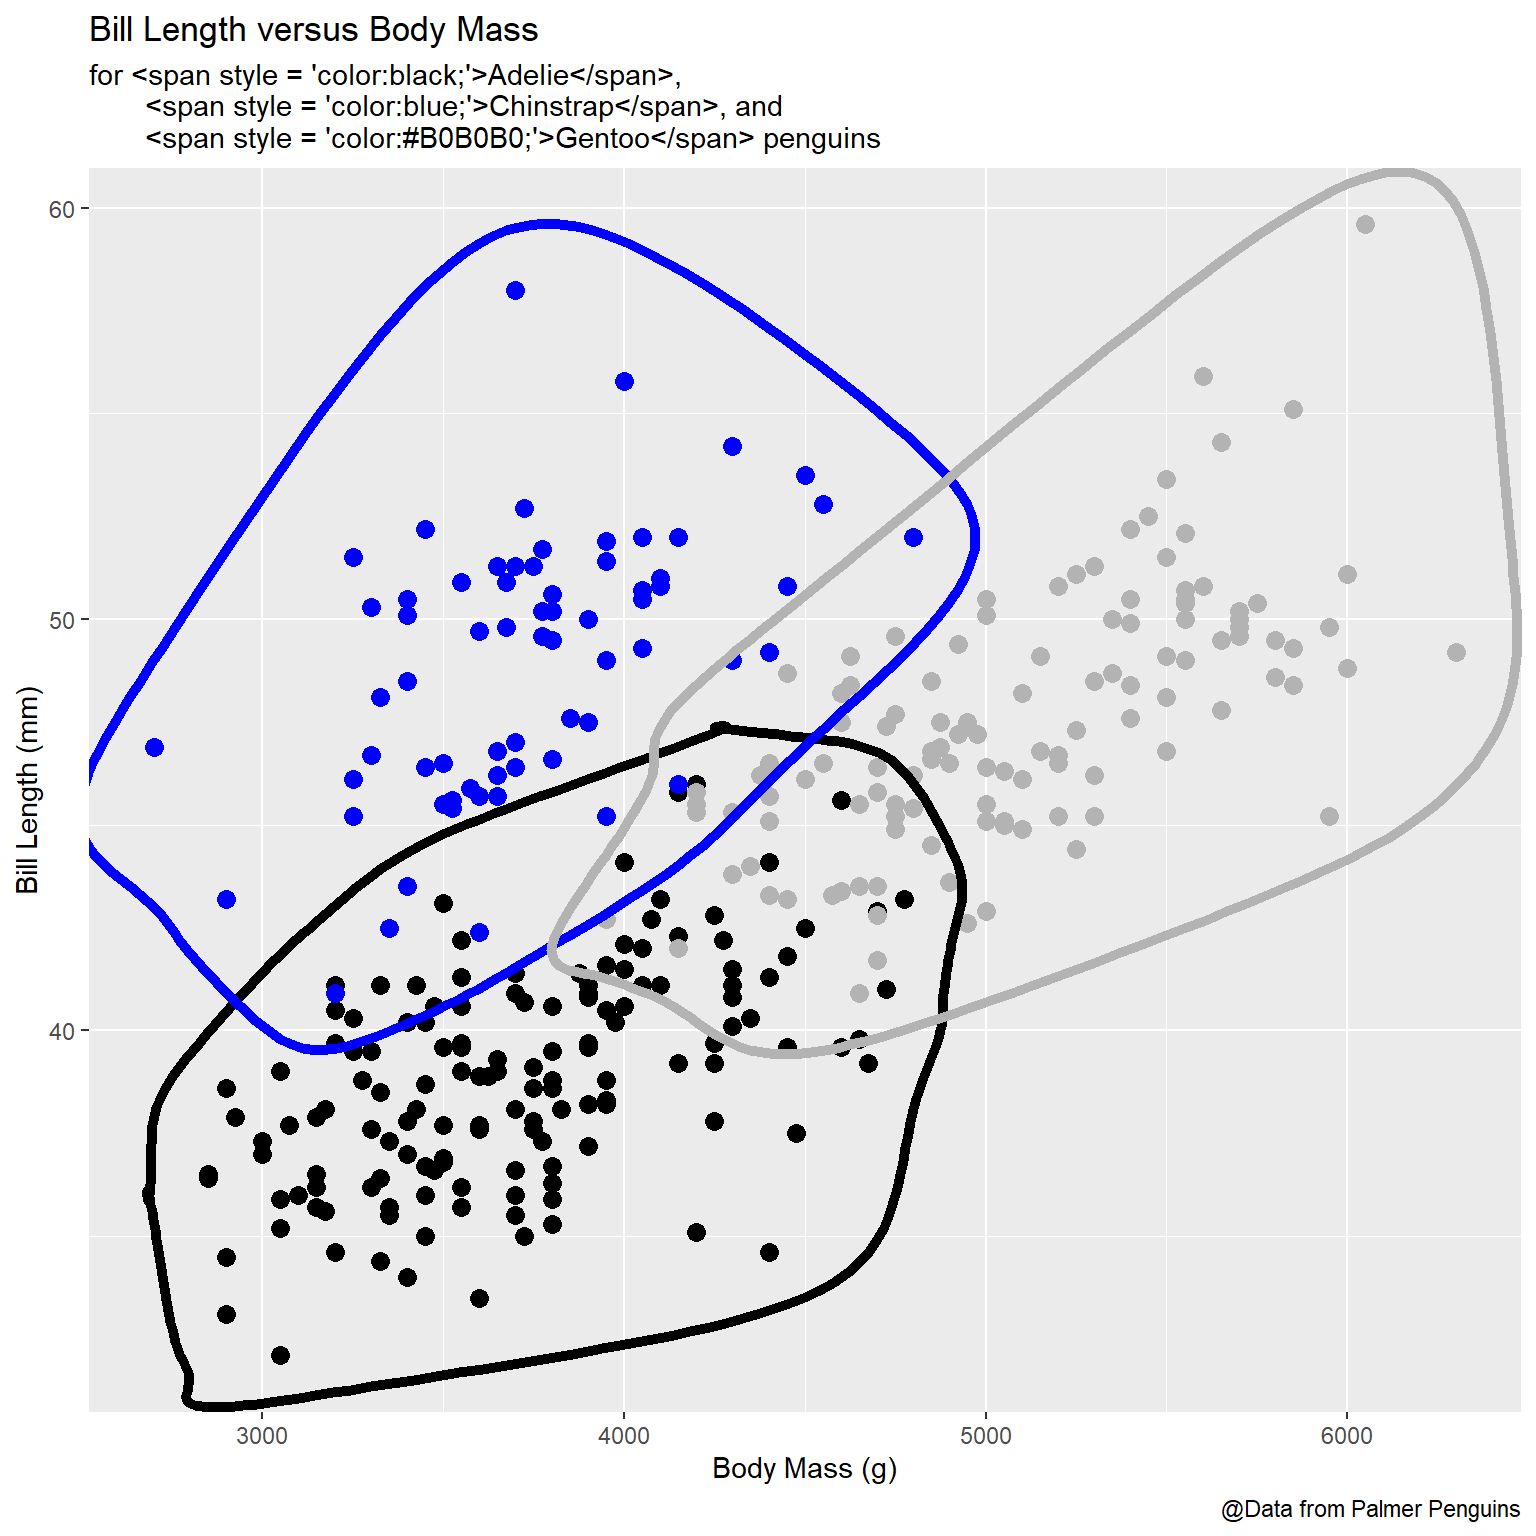 Bill Length versus Body Mass
for <span style = 'color:black;'>Adelie</span>,
<span style = 'color:blue;'>Chinstrap</span>, and
<span style = 'color:#B0B0B0;'>Gentoo</span> penguins
60
50
40
Bill Length (mm)
3000 4000 5000 6000
Body Mass (g)
@Data from Palmer Penguins